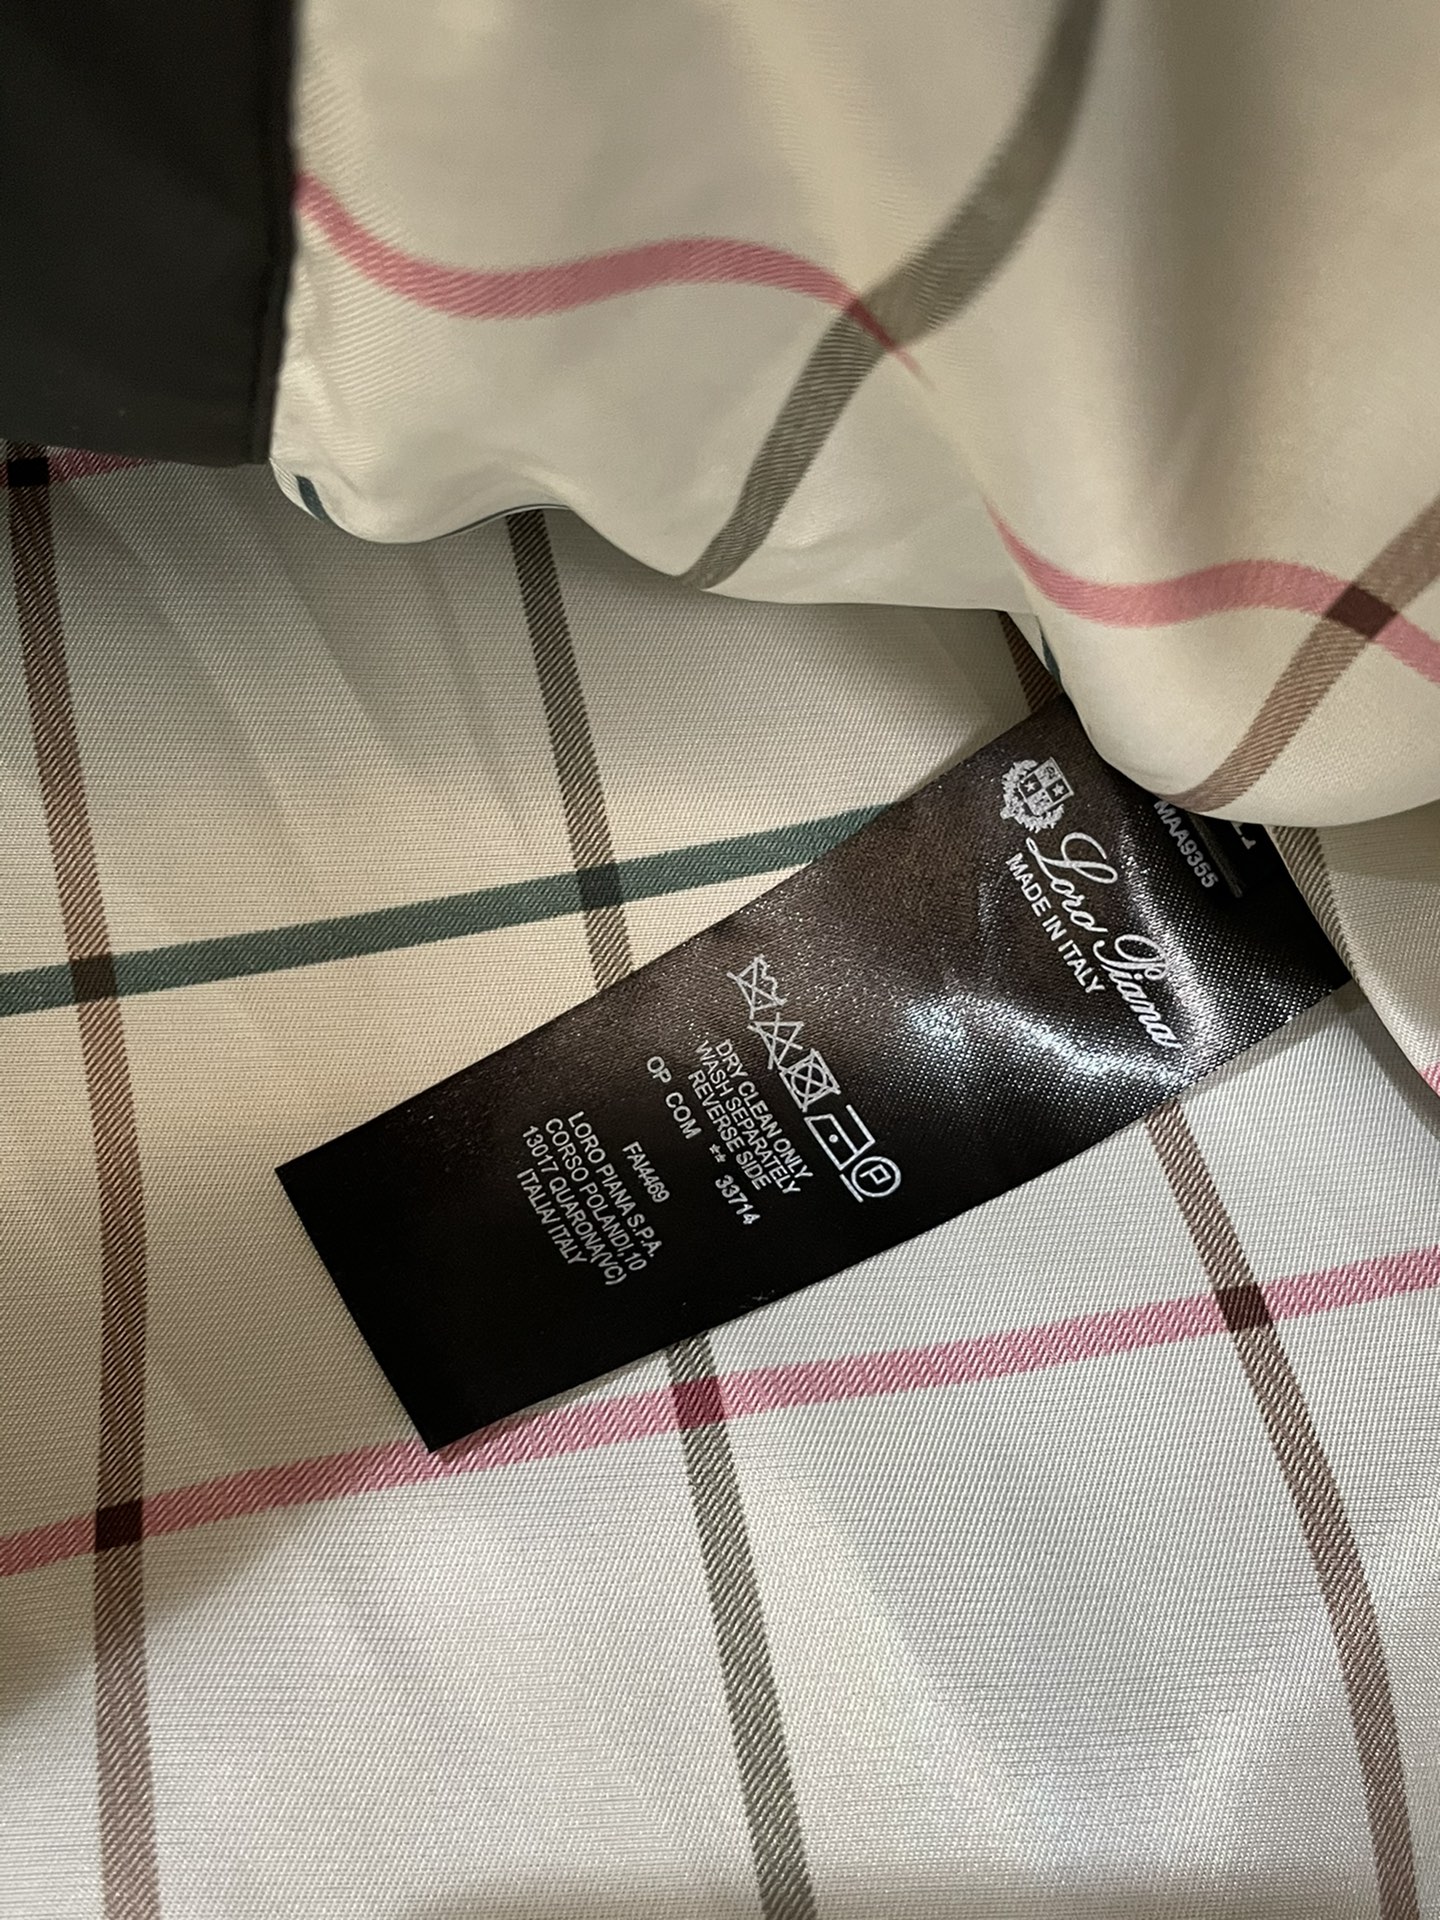 MAA9355
Loro Piana
MADE IN ITALY
P
DRY CLEAN ONLY
WASH SEPARATELY
REVERSE SIDE
OP COM ** 33714
FAI4469
LORO PIANA S.P.A.
CORSO POLANDI,10
13017 QUARONA(VC)
ITALIA/ ITALY